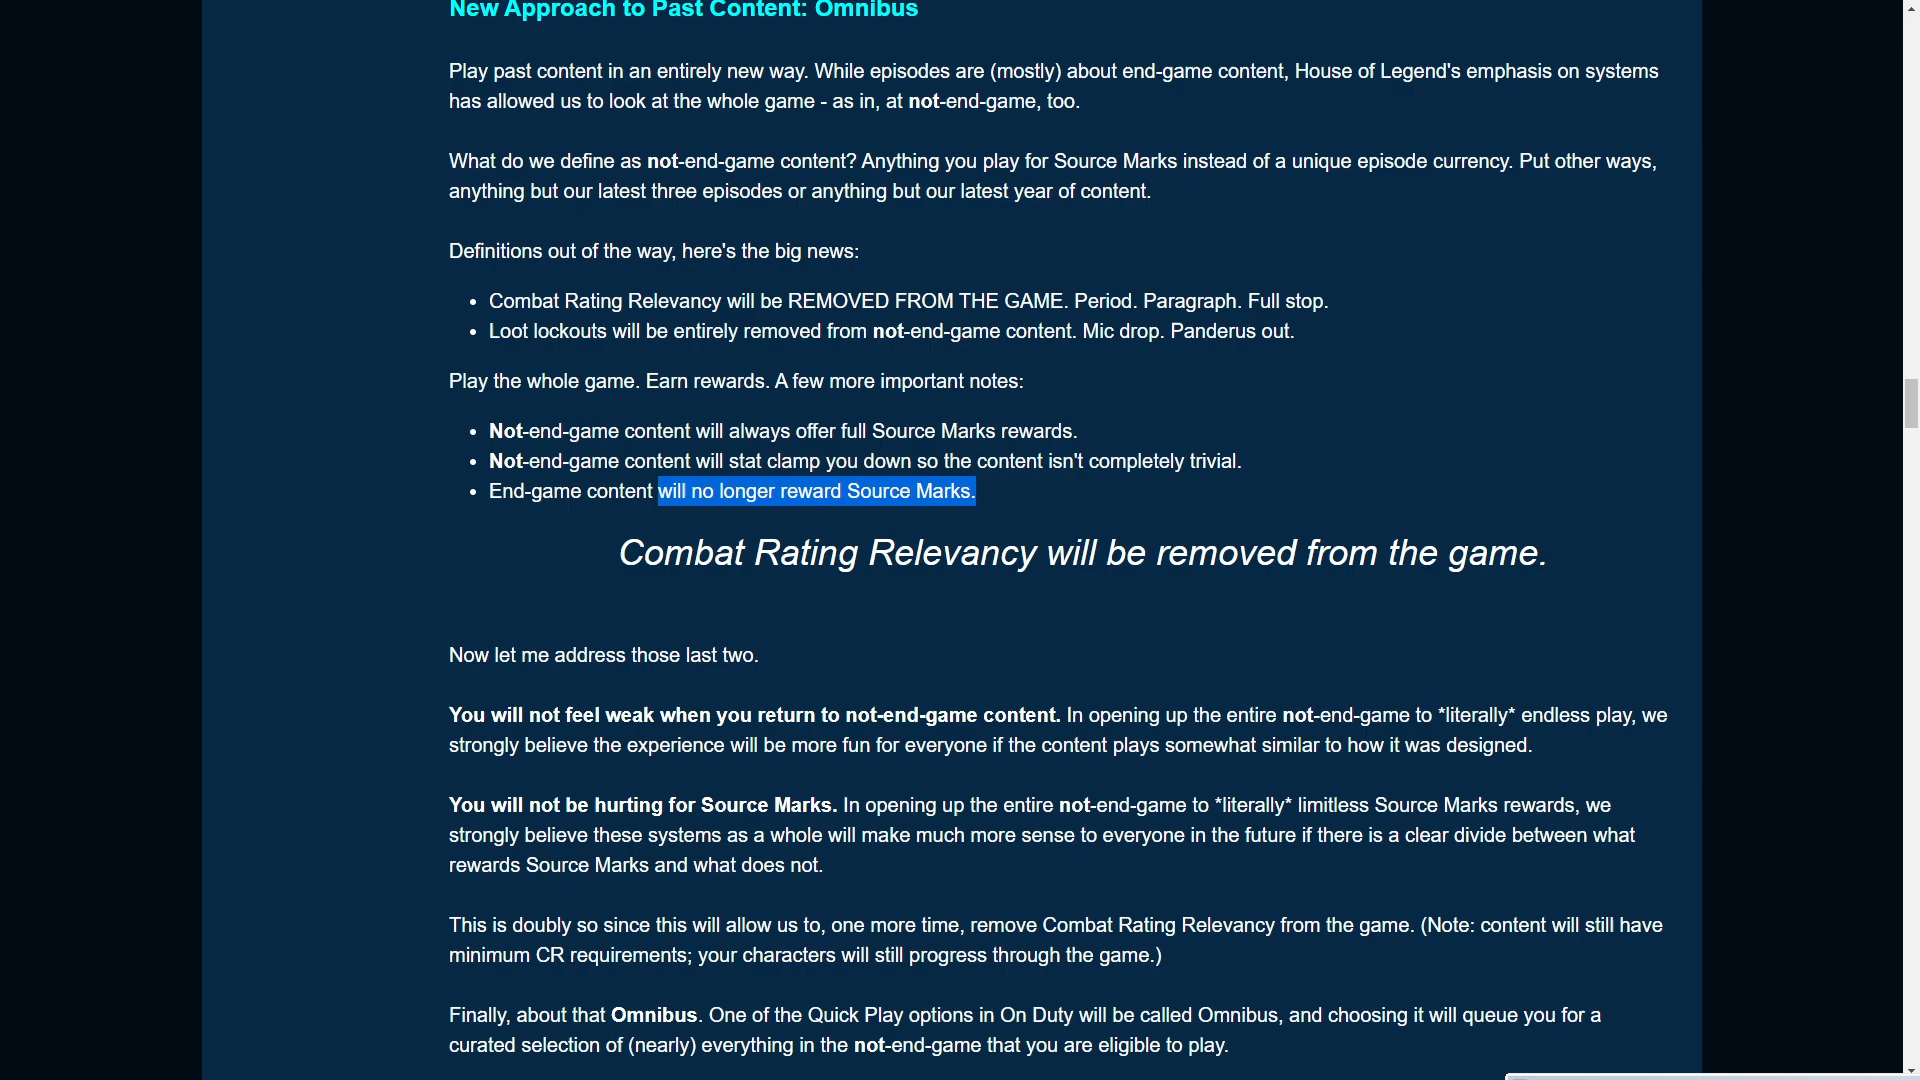 New Approach to Past Content: Omnibus
Play past content in an entirely new way. While episodes are (mostly) about end-game content, House of Legend's emphasis on systems
has allowed us to look at the whole game - as in, at not-end-game, too.
What do we define as not-end-game content? Anything you play for Source Marks instead of a unique episode currency. Put other ways,
anything but our latest three episodes or anything but our latest year of content.
Definitions out of the way, here's the big news:
• Combat Rating Relevancy will be REMOVED FROM THE GAME. Period. Paragraph. Full stop.
• Loot lockouts will be entirely removed from not-end-game content. Mic drop. Panderus out.
Play the whole game. Earn rewards. A few more important notes:
• Not-end-game content will always offer full Source Marks rewards.
• Not-end-game content will stat clamp you down so the content isn't completely trivial.
• End-game content will no longer reward Source Marks.
Combat Rating Relevancy will be removed from the game.
Now let me address those last two.
You will not feel weak when you return to not-end-game content. In opening up the entire not-end-game to *literally* endless play, we
strongly believe the experience will be more fun for everyone if the content plays somewhat similar to how it was designed.
You will not be hurting for Source Marks. In opening up the entire not-end-game to *literally* limitless Source Marks rewards, we
strongly believe these systems as a whole will make much more sense to everyone in the future if there is a clear divide between what
rewards Source Marks and what does not.
This is doubly so since this will allow us to, one more time, remove Combat Rating Relevancy from the game. (Note: content will still have
minimum CR requirements; your characters will still progress through the game.)
Finally, about that Omnibus. One of the Quick Play options in On Duty will be called Omnibus, and choosing it will queue you for a
curated selection of (nearly) everything in the not-end-game that you are eligible to play.